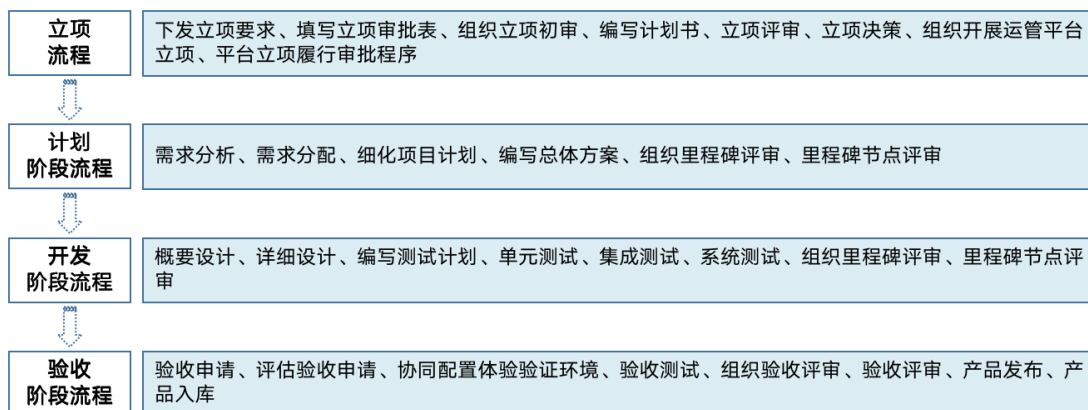 立项
流程
下发立项要求、填写立项审批表、组织立项初审、编写计划书、立项评审、立项决策、组织开展运管平台
立项、平台立项履行审批程序
计划
阶段流程
需求分析、需求分配、细化项目计划、编写总体方案、组织里程碑评审、里程碑节点评审
开发
阶段流程
概要设计、详细设计、编写测试计划、单元测试、集成测试、系统测试、组织里程碑评审、里程碑节点评
审
验收
阶段流程
验收申请、评估验收申请、协同配置体验验证环境、验收测试、组织验收评审、验收评审、产品发布、产
品入库